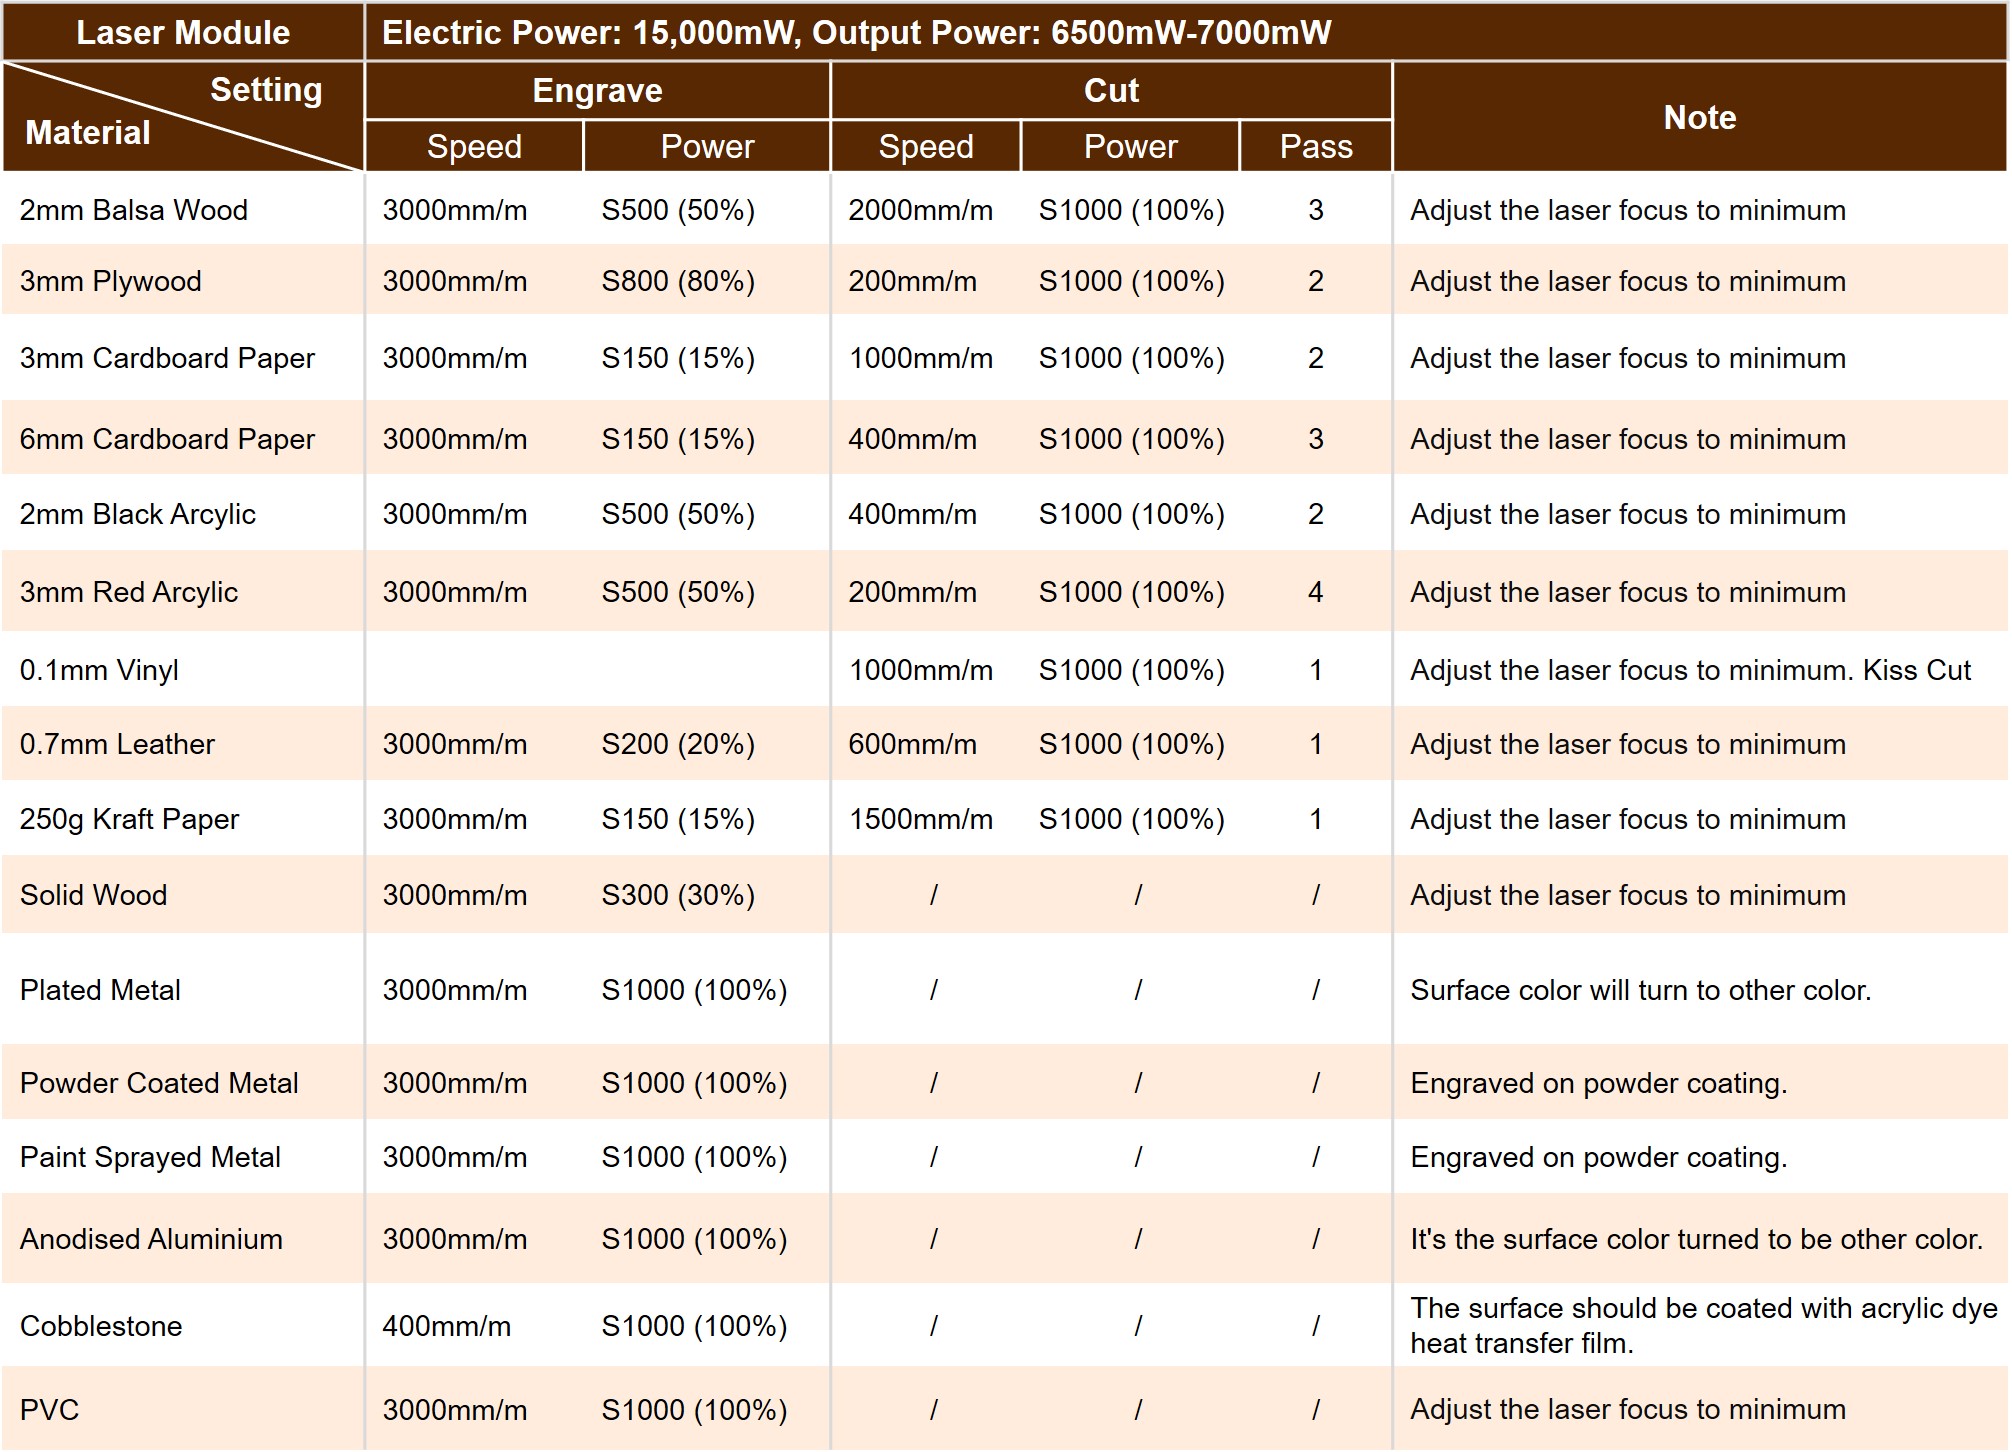 Laser Module Electric Power: 15,000mW, Output Power: 6500mW-7000mW
Setting Engrave Cut Note
Material Speed Power Speed Power Pass
2mm Balsa Wood 3000mm/m S500 (50%) 2000mm/m S1000 (100%) 3 Adjust the laser focus to minimum
3mm Plywood 3000mm/m S800 (80%) 200mm/m S1000 (100%) 2 Adjust the laser focus to minimum
3mm Cardboard Paper 3000mm/m S150 (15%) 1000mm/m S1000 (100%) 2 Adjust the laser focus to minimum
6mm Cardboard Paper 3000mm/m S150 (15%) 400mm/m S1000 (100%) 3 Adjust the laser focus to minimum
2mm Black Arcylic 3000mm/m S500 (50%) 400mm/m S1000 (100%) 2 Adjust the laser focus to minimum
3mm Red Arcylic 3000mm/m S500 (50%) 200mm/m S1000 (100%) 4 Adjust the laser focus to minimum
0.1mm Vinyl 1000mm/m S1000 (100%) 1 Adjust the laser focus to minimum. Kiss Cut
0.7mm Leather 3000mm/m S200 (20%) 600mm/m S1000 (100%) 1 Adjust the laser focus to minimum
250g Kraft Paper 3000mm/m S150 (15%) 1500mm/m S1000 (100%) 1 Adjust the laser focus to minimum
Solid Wood 3000mm/m S300 (30%) / / / Adjust the laser focus to minimum
Plated Metal 3000mm/m S1000 (100%) / / / Surface color will turn to other color.
Powder Coated Metal 3000mm/m S1000 (100%) / / / Engraved on powder coating.
Paint Sprayed Metal 3000mm/m S1000 (100%) / / / Engraved on powder coating.
Anodised Aluminium 3000mm/m S1000 (100%) / / / It's the surface color turned to be other color.
Cobblestone 400mm/m S1000 (100%) / / / The surface should be coated with acrylic dye
heat transfer film.
PVC 3000mm/m S1000 (100%) / / / Adjust the laser focus to minimum